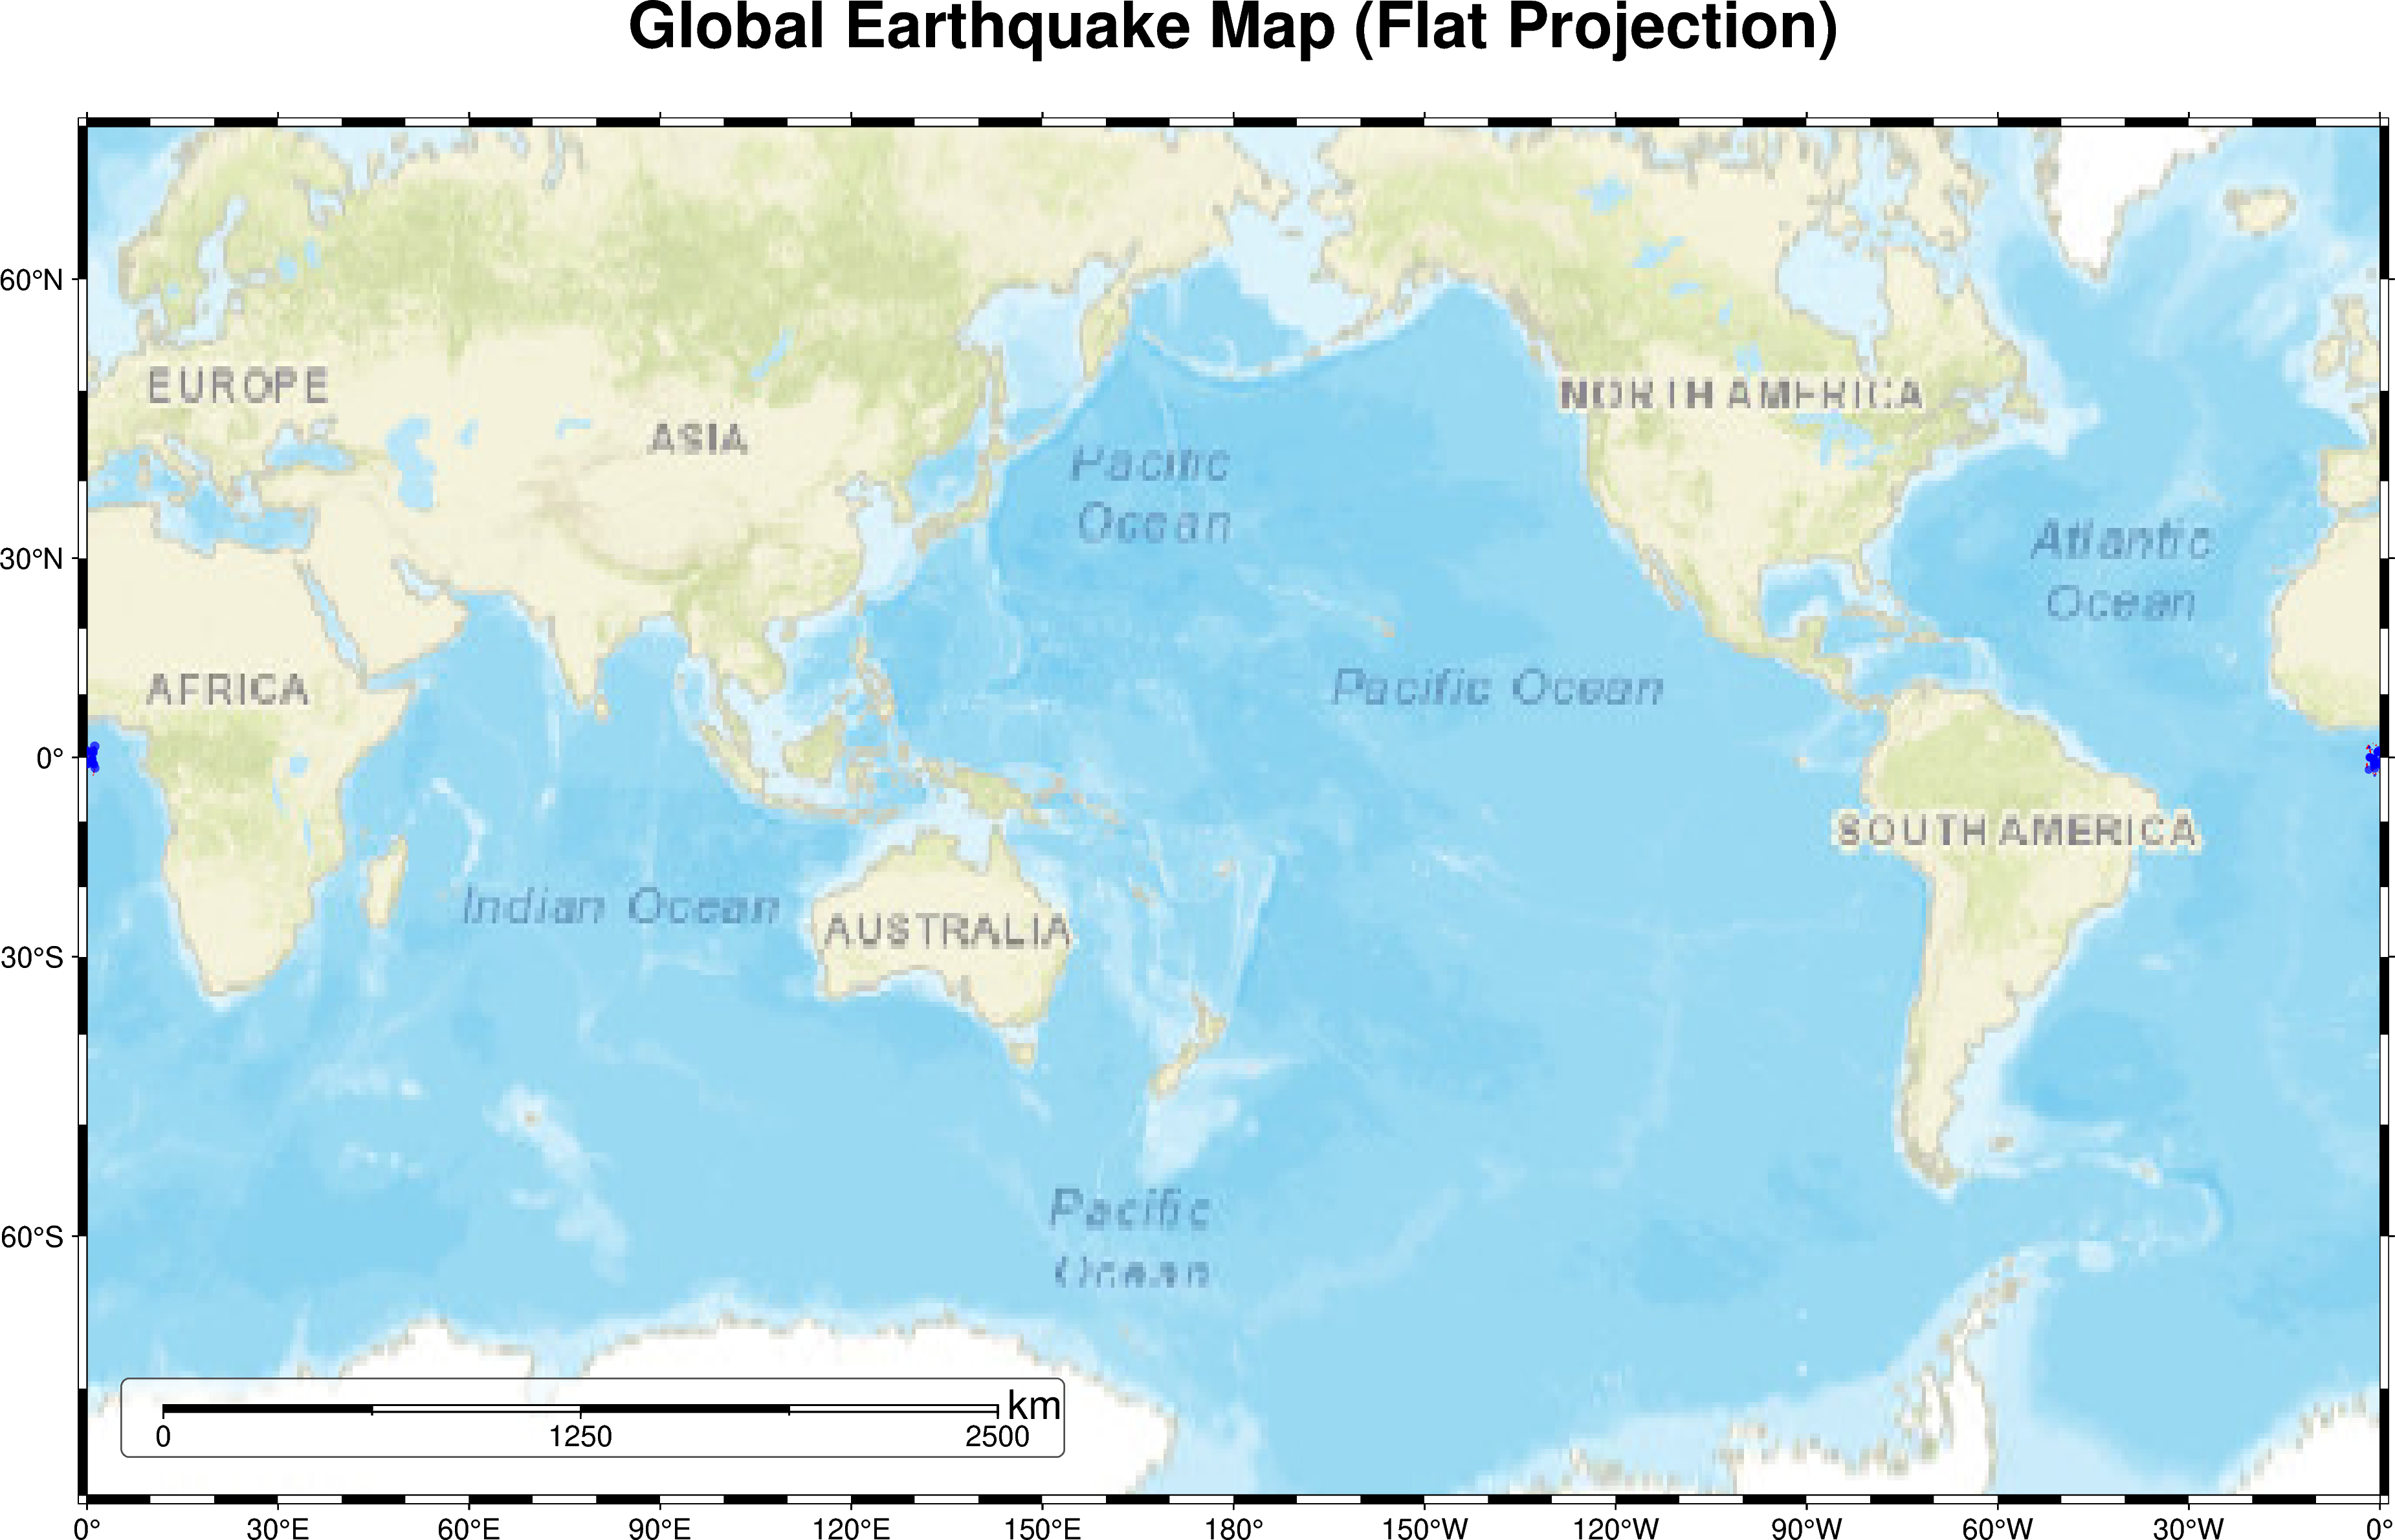 Global Earthquake Map (Flat Projection)
60°N
EUROPE
NORTH AMERICA
ASIA
Pacific
Ocean
Atlantic
Ocean
30°N
AFRICA
Pacific Ocean
0°
SOUTH AMERICA
Indian Ocean
AUSTRALIA
30°S
Pacific
Ocean
60°S
km
0 1250 2500
0° 30°E 60°E 90°E 120°E 150°E 180° 150°W 120°W 90°W 60°W 30°W 0°